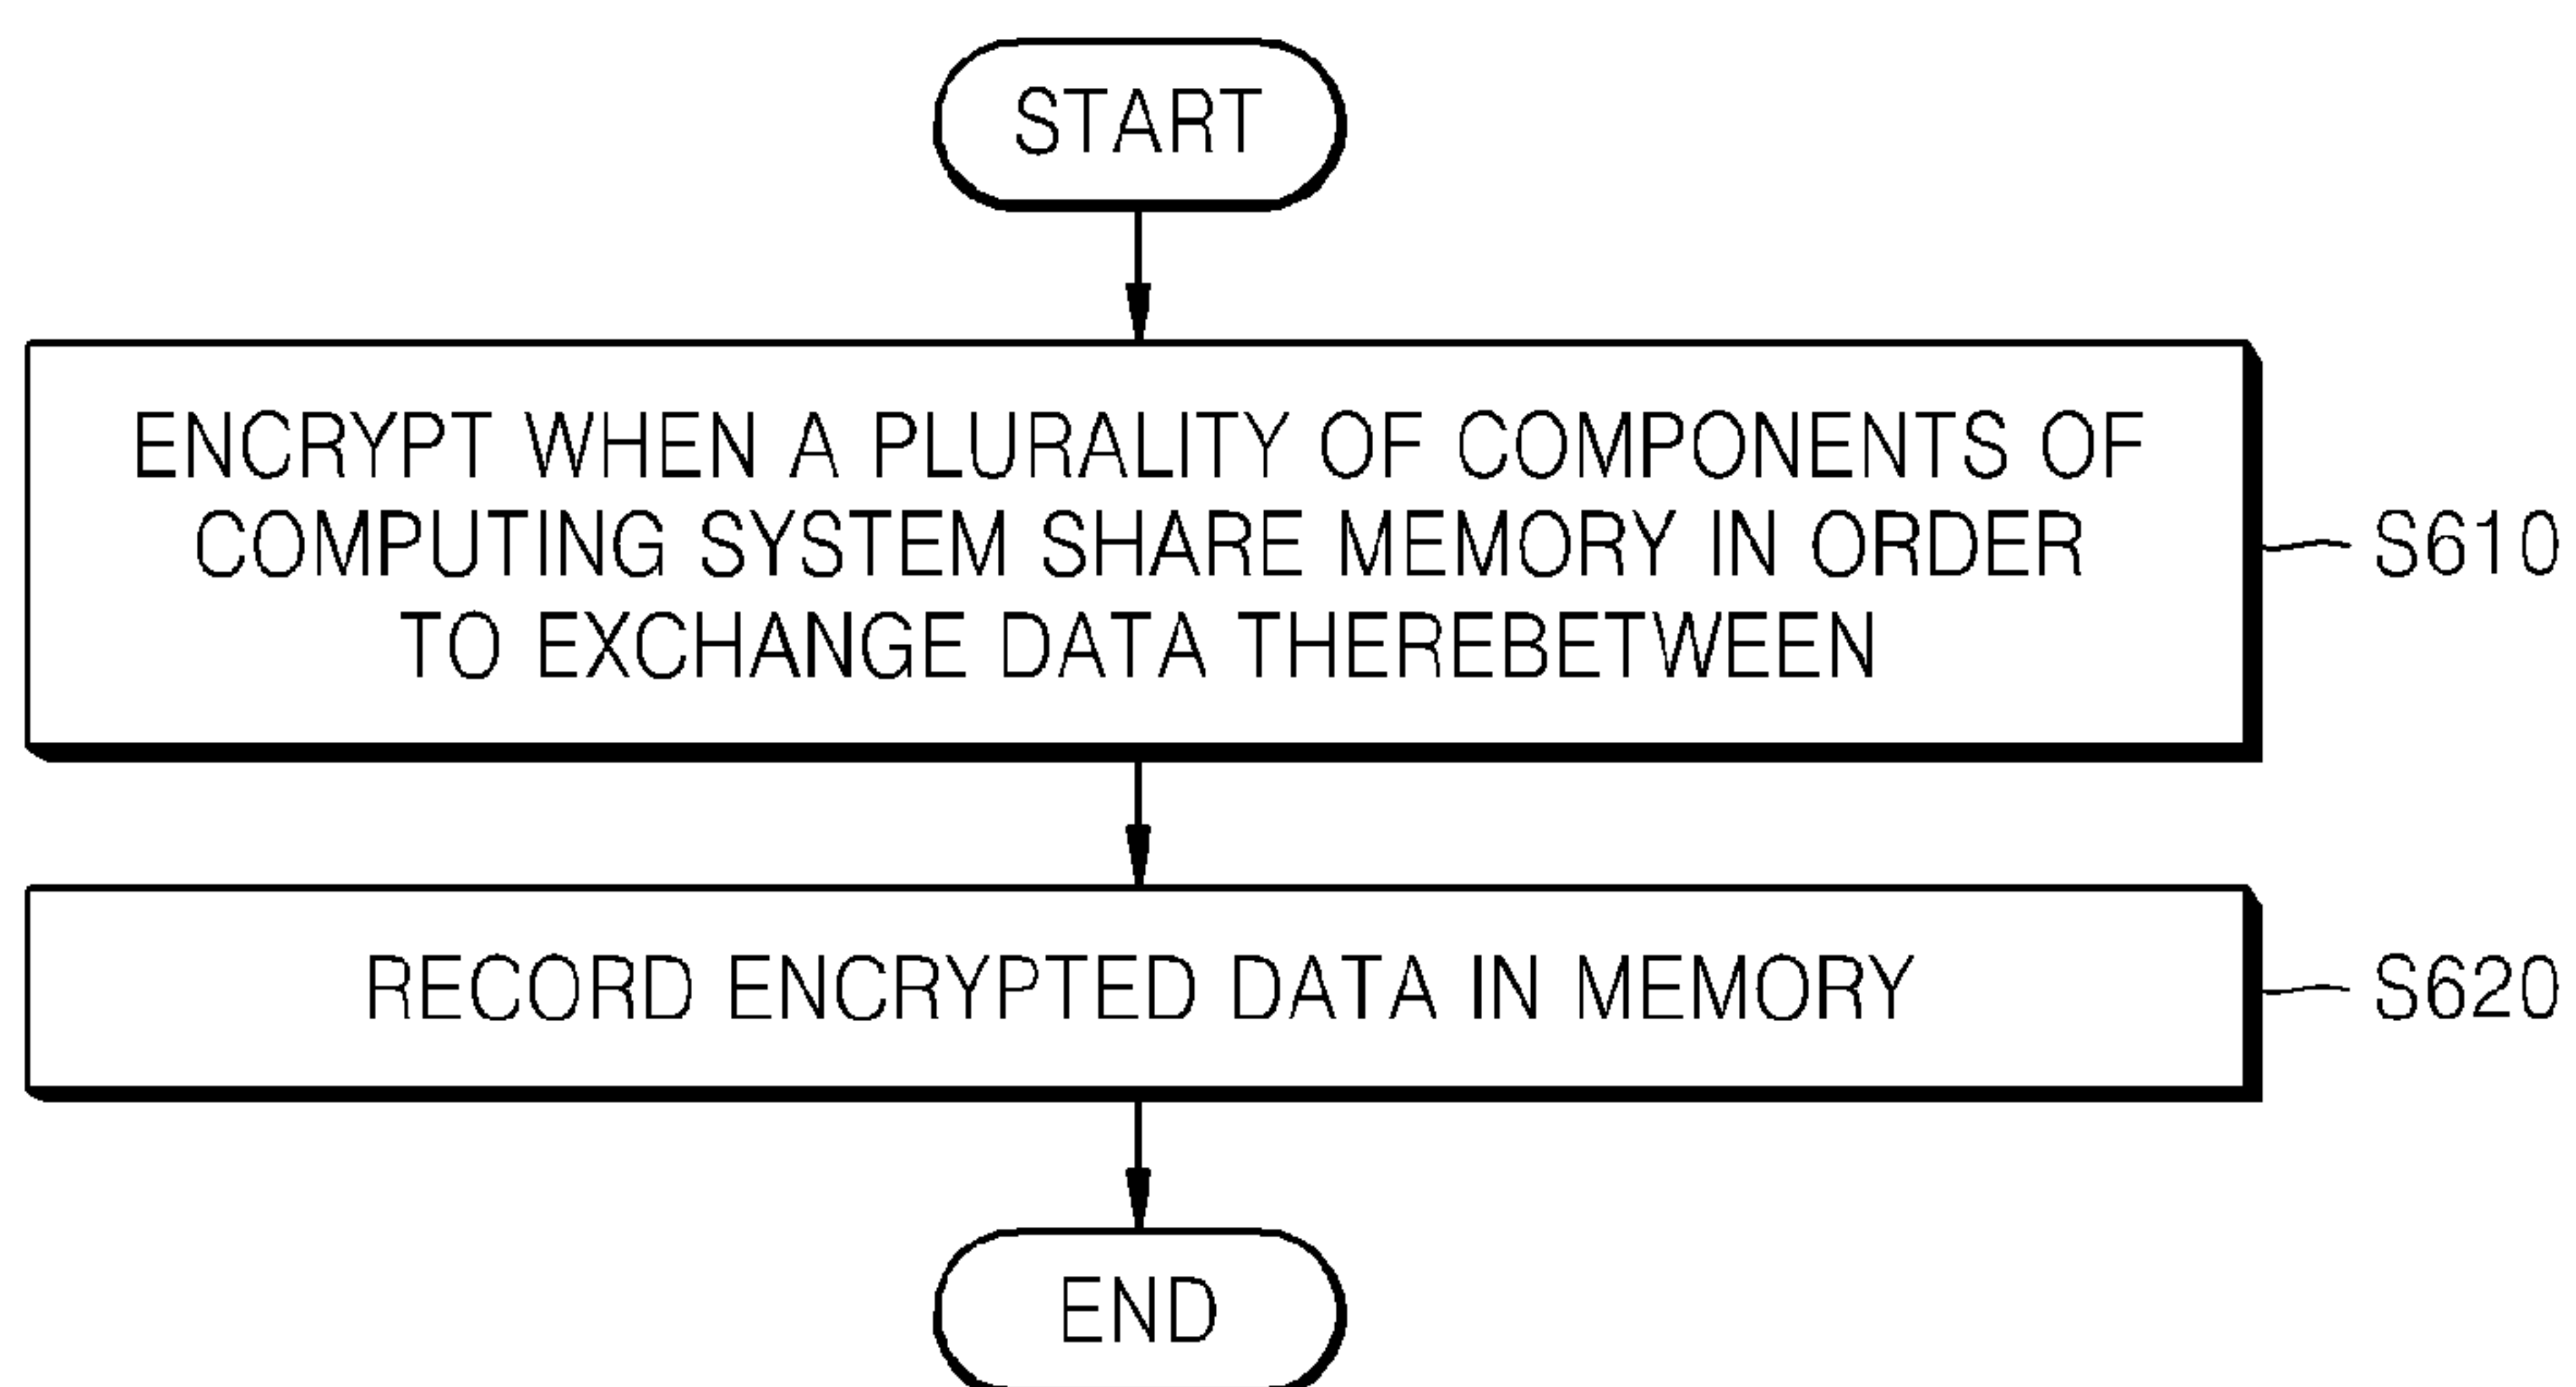 START
ENCRYPT WHEN A PLURALITY OF COMPONENTS OF
COMPUTING SYSTEM SHARE MEMORY IN ORDER
TO EXCHANGE DATA THEREBETWEEN
S610
RECORD ENCRYPTED DATA IN MEMORY
S620
END